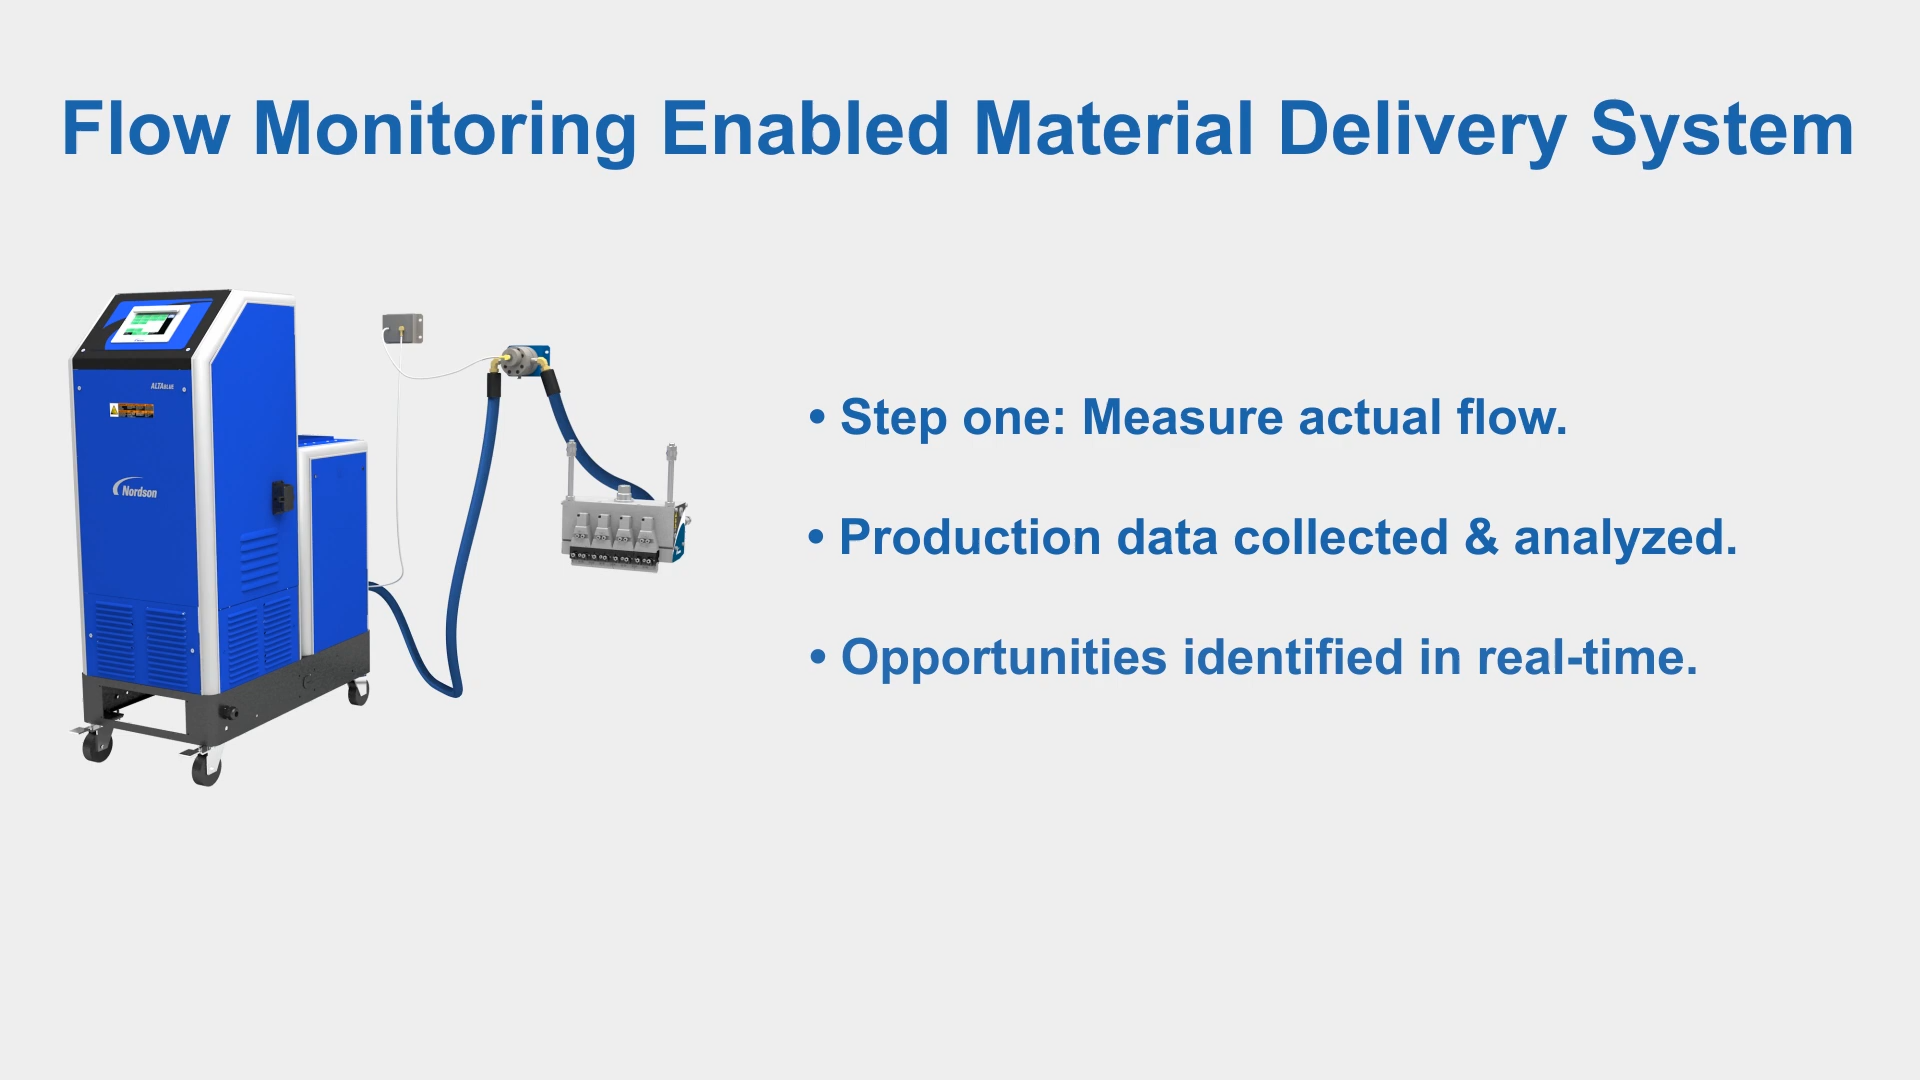 Flow Monitoring Enabled Material Delivery System
ALTABLUE
Nordson
• Step one: Measure actual flow.
• Production data collected & analyzed.
• Opportunities identified in real-time.